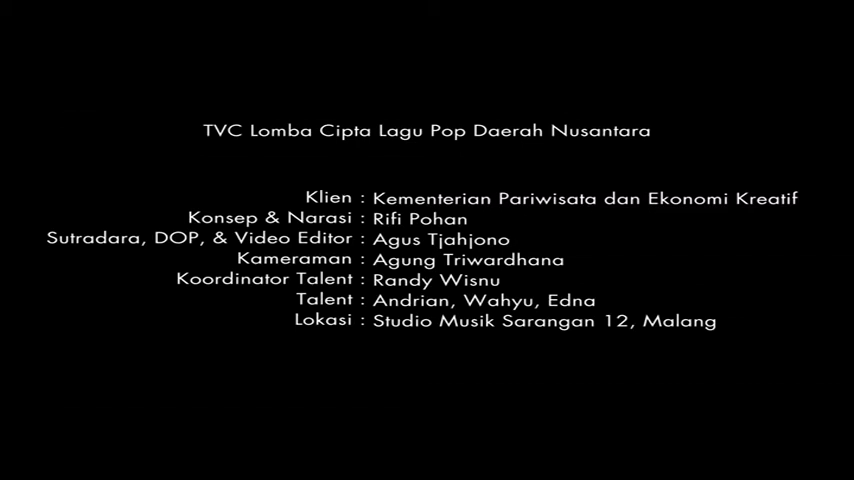 TVC Lomba Cipta Lagu Pop Daerah Nusantara
Klien : Kementerian Pariwisata dan Ekonomi Kreatif
Konsep & Narasi : Rifi Pohan
Sutradara, DOP, & Video Editor : Agus Tjahjono
Kameraman : Agung Triwardhana
Koordinator Talent : Randy Wisnu
Talent : Andrian, Wahyu, Edna
Lokasi : Studio Musik Sarangan 12, Malang